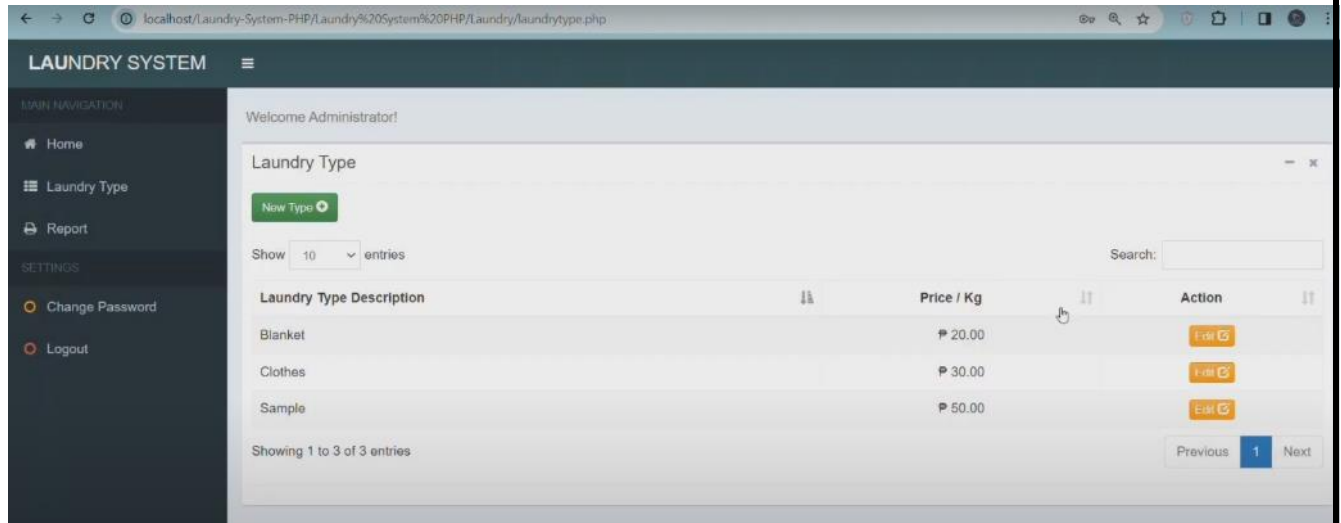 localhost/Laundry-System-PHP/Laundry%20System%20PHP/Laundry/laundrytype.php
LAUNDRY SYSTEM
MAIN NAVIGATION
Home
Laundry Type
Report
SETTINGS
Change Password
Logout
Welcome Administrator!
Laundry Type
New Type
Show 10 entries
Search:
Laundry Type Description Price / Kg Action
Blanket ₱ 20.00 Edit
Clothes ₱ 30.00 Edit
Sample ₱ 50.00 Edit
Showing 1 to 3 of 3 entries
Previous 1 Next